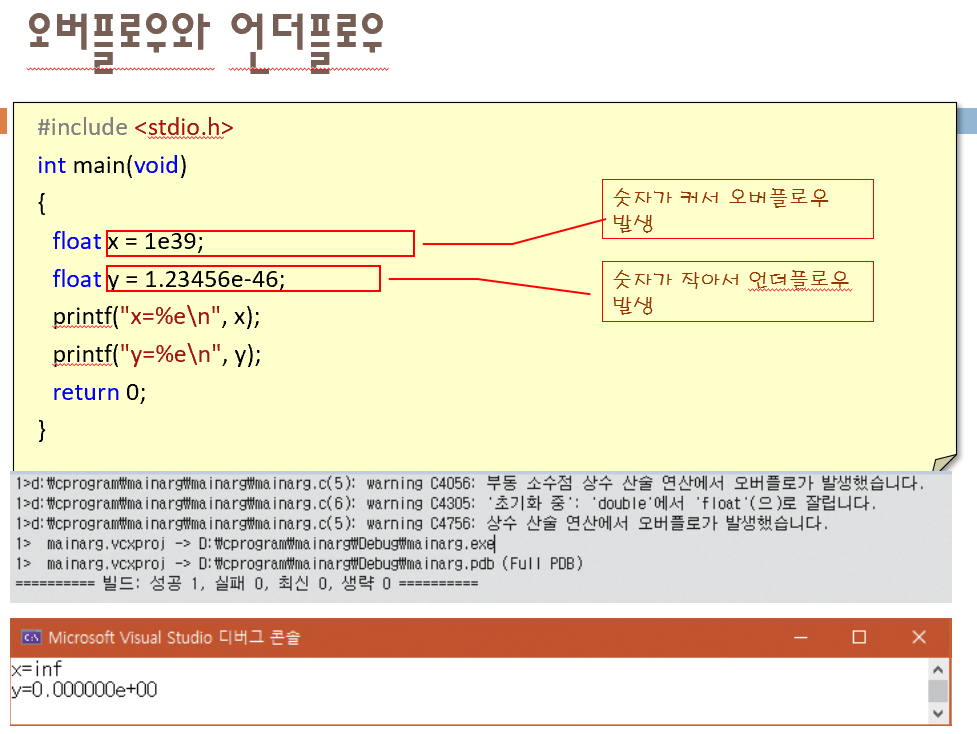 오버플로우와 언더플로우
#include <stdio.h>
int main(void)
{
float x = 1e39;
float y = 1.23456e-46;
printf("x=%e\n", x);
printf("y=%e\n", y);
return 0;
}
숫자가 커서 오버플로우
발생
숫자가 작아서 언더플로우
발생
1>d:₩cprogram₩mainarg₩mainarg₩mainarg.c(5): warning C4056: 부동 소수점 상수 산술 연산에서 오버플로가 발생했습니다.
1>d:₩cprogram₩mainarg₩mainarg₩mainarg.c(6): warning C4305: '초기화 중': 'double'에서 'float'(으)로 잘립니다.
1>d:₩cprogram₩mainarg₩mainarg₩mainarg.c(5): warning C4756: 상수 산술 연산에서 오버플로가 발생했습니다.
1> mainarg.vcxproj -> D:₩cprogram₩mainarg₩Debug₩mainarg.exe
1> mainarg.vcxproj -> D:₩cprogram₩mainarg₩Debug₩mainarg.pdb (Full PDB)
========== 빌드: 성공 1, 실패 0, 최신 0, 생략 0 ==========
C:\ Microsoft Visual Studio 디버그 콘솔
x=inf
y=0.000000e+00